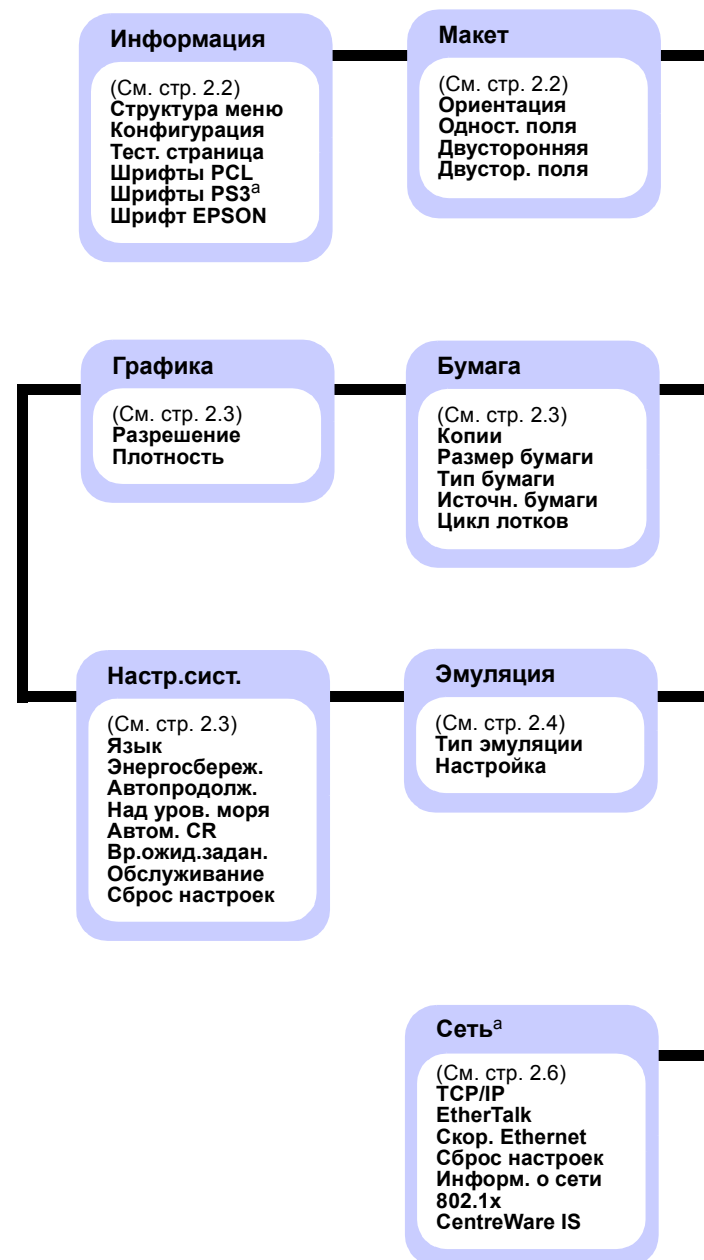 Информация
(См. стр. 2.2)
Структура меню
Конфигурация
Тест. страница
Шрифты PCL
Шрифты PS3a
Шрифт EPSON
Макет
(См. стр. 2.2)
Ориентация
Одност. поля
Двусторонняя
Двустор. поля
Графика
(См. стр. 2.3)
Разрешение
Плотность
Бумага
(См. стр. 2.3)
Копии
Размер бумаги
Тип бумаги
Источн. бумаги
Цикл лотков
Настр.сист.
(См. стр. 2.3)
Язык
Энергосбереж.
Автопродолж.
Над уров. моря
Автом. CR
Вр.ожид.задан.
Обслуживание
Сброс настроек
Эмуляция
(См. стр. 2.4)
Тип эмуляции
Настройка
Сетьa
(См. стр. 2.6)
TCP/IP
EtherTalk
Скор. Ethernet
Сброс настроек
Информ. о сети
802.1x
CentreWare IS